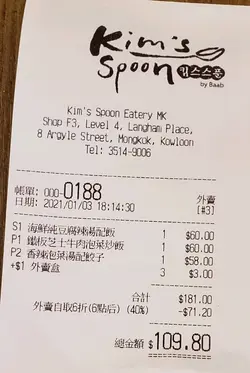 Kim's
Spoon 킴스스푼
by Baab
Kim's Spoon Eatery MK
Shop F3, Level 4, Langham Place,
8 Argyle Street, Mongkok, Kowloon
Tel: 3514-9006
帳單: 000-0188 外賣
日期: 2021/01/03 18:14:30 [#3]
S1 海鮮純豆腐辣湯配飯 1 $60.00
P1 鐵板芝士牛肉泡菜炒飯 1 $60.00
P2 香辣泡菜湯配餃子 1 $58.00
+$1 外賣盒 3 $3.00
合計 $181.00
外賣自取6折(6點后) (40%) -$71.20
總金額 $109.80